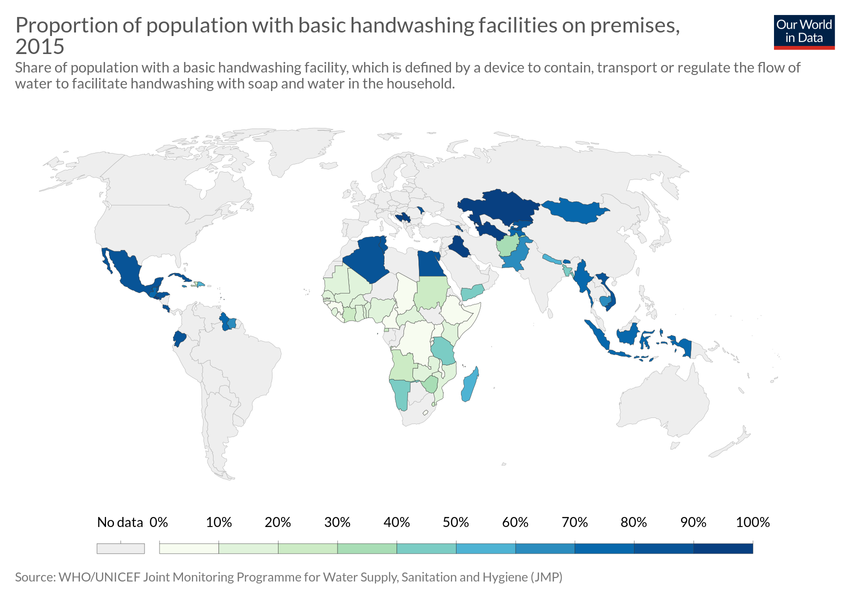 Proportion of population with basic handwashing facilities on premises,
2015
Our World
in Data
Share of population with a basic handwashing facility, which is defined by a device to contain, transport or regulate the flow of
water to facilitate handwashing with soap and water in the household.
No data 0% 10% 20% 30% 40% 50% 60% 70% 80% 90% 100%
Source: WHO/UNICEF Joint Monitoring Programme for Water Supply, Sanitation and Hygiene (JMP)